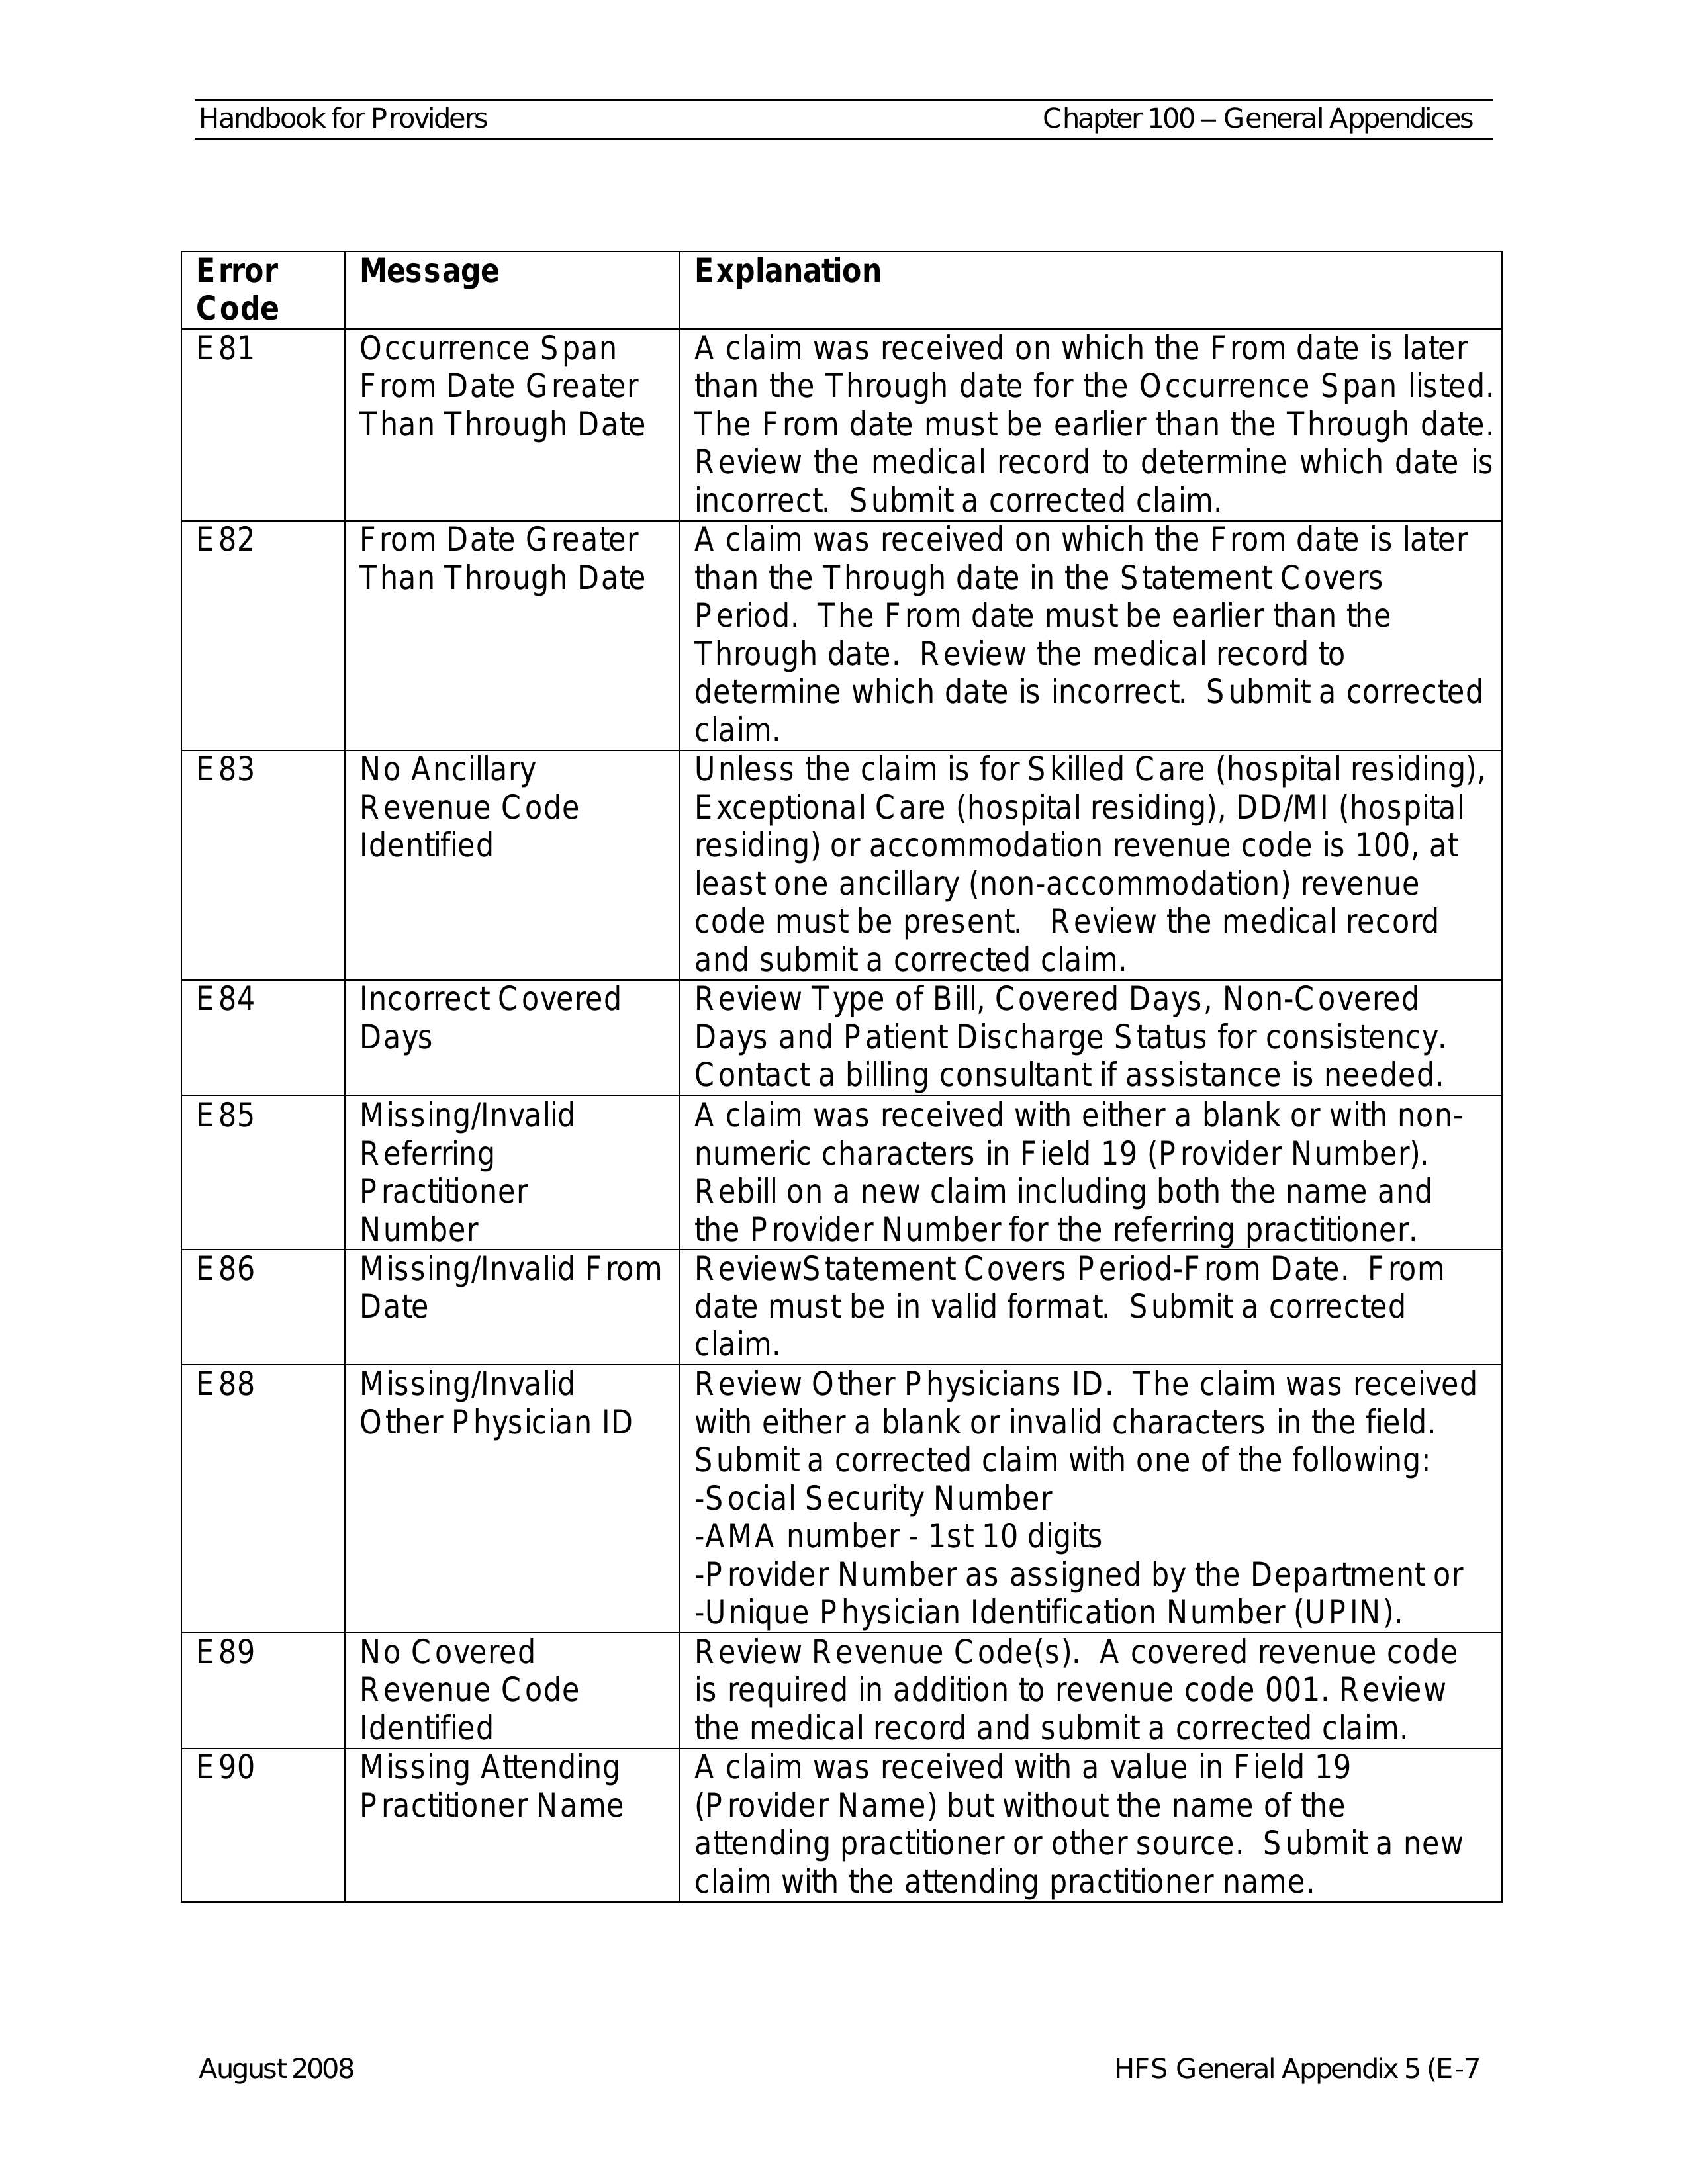 Handbook for Providers Chapter 100 – General Appendices
Error
Code
Message
Explanation
E81
Occurrence Span
From Date Greater
Than Through Date
A claim was received on which the From date is later
than the Through date for the Occurrence Span listed.
The From date must be earlier than the Through date.
Review the medical record to determine which date is
incorrect.  Submit a corrected claim.
E82
From Date Greater
Than Through Date
A claim was received on which the From date is later
than the Through date in the Statement Covers
Period.  The From date must be earlier than the
Through date.  Review the medical record to
determine which date is incorrect.  Submit a corrected
claim.
E83
No Ancillary
Revenue Code
Identified
Unless the claim is for Skilled Care (hospital residing),
Exceptional Care (hospital residing), DD/MI (hospital
residing) or accommodation revenue code is 100, at
least one ancillary (non-accommodation) revenue
code must be present.   Review the medical record
and submit a corrected claim.
E84
Incorrect Covered
Days
Review Type of Bill, Covered Days, Non-Covered
Days and Patient Discharge Status for consistency.
Contact a billing consultant if assistance is needed.
E85
Missing/Invalid
Referring
Practitioner
Number
A claim was received with either a blank or with non-
numeric characters in Field 19 (Provider Number).
Rebill on a new claim including both the name and
the Provider Number for the referring practitioner.
E86
Missing/Invalid From
Date
ReviewStatement Covers Period-From Date.  From
date must be in valid format.  Submit a corrected
claim.
E88
Missing/Invalid
Other Physician ID
Review Other Physicians ID.  The claim was received
with either a blank or invalid characters in the field.
Submit a corrected claim with one of the following:
-Social Security Number
-AMA number - 1st 10 digits
-Provider Number as assigned by the Department or
-Unique Physician Identification Number (UPIN).
E89
No Covered
Revenue Code
Identified
Review Revenue Code(s).  A covered revenue code
is required in addition to revenue code 001. Review
the medical record and submit a corrected claim.
E90
Missing Attending
Practitioner Name
A claim was received with a value in Field 19
(Provider Name) but without the name of the
attending practitioner or other source.  Submit a new
claim with the attending practitioner name.
August 2008 HFS General Appendix 5 (E-7